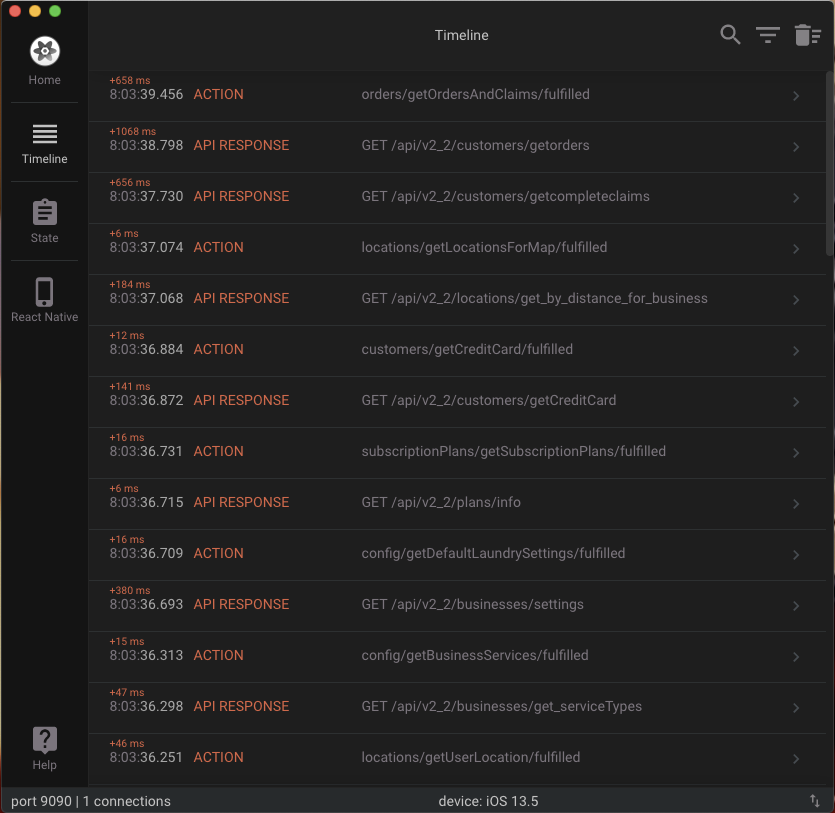 Timeline
Home
Timeline
State
React Native
Help
+658 ms
8:03:39.456 ACTION orders/getOrdersAndClaims/fulfilled
+1068 ms
8:03:38.798 API RESPONSE GET /api/v2_2/customers/getorders
+656 ms
8:03:37.730 API RESPONSE GET /api/v2_2/customers/getcompleteclaims
+6 ms
8:03:37.074 ACTION locations/getLocationsForMap/fulfilled
+184 ms
8:03:37.068 API RESPONSE GET /api/v2_2/locations/get_by_distance_for_business
+12 ms
8:03:36.884 ACTION customers/getCreditCard/fulfilled
+141 ms
8:03:36.872 API RESPONSE GET /api/v2_2/customers/getCreditCard
+16 ms
8:03:36.731 ACTION subscriptionPlans/getSubscriptionPlans/fulfilled
+6 ms
8:03:36.715 API RESPONSE GET /api/v2_2/plans/info
+16 ms
8:03:36.709 ACTION config/getDefaultLaundrySettings/fulfilled
+380 ms
8:03:36.693 API RESPONSE GET /api/v2_2/businesses/settings
+15 ms
8:03:36.313 ACTION config/getBusinessServices/fulfilled
+47 ms
8:03:36.298 API RESPONSE GET /api/v2_2/businesses/get_serviceTypes
+46 ms
8:03:36.251 ACTION locations/getUserLocation/fulfilled
port 9090 | 1 connections
device: iOS 13.5